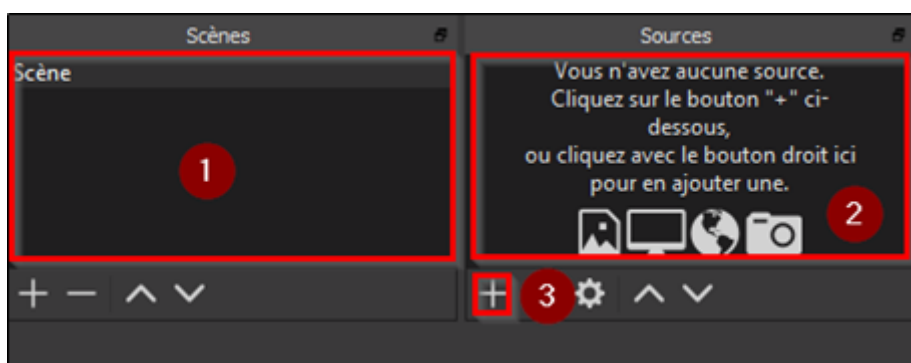 Scènes
Sources
Scène
1
Vous n'avez aucune source.
Cliquez sur le bouton "+" ci-
dessous,
ou cliquez avec le bouton droit ici
pour en ajouter une.
2
3